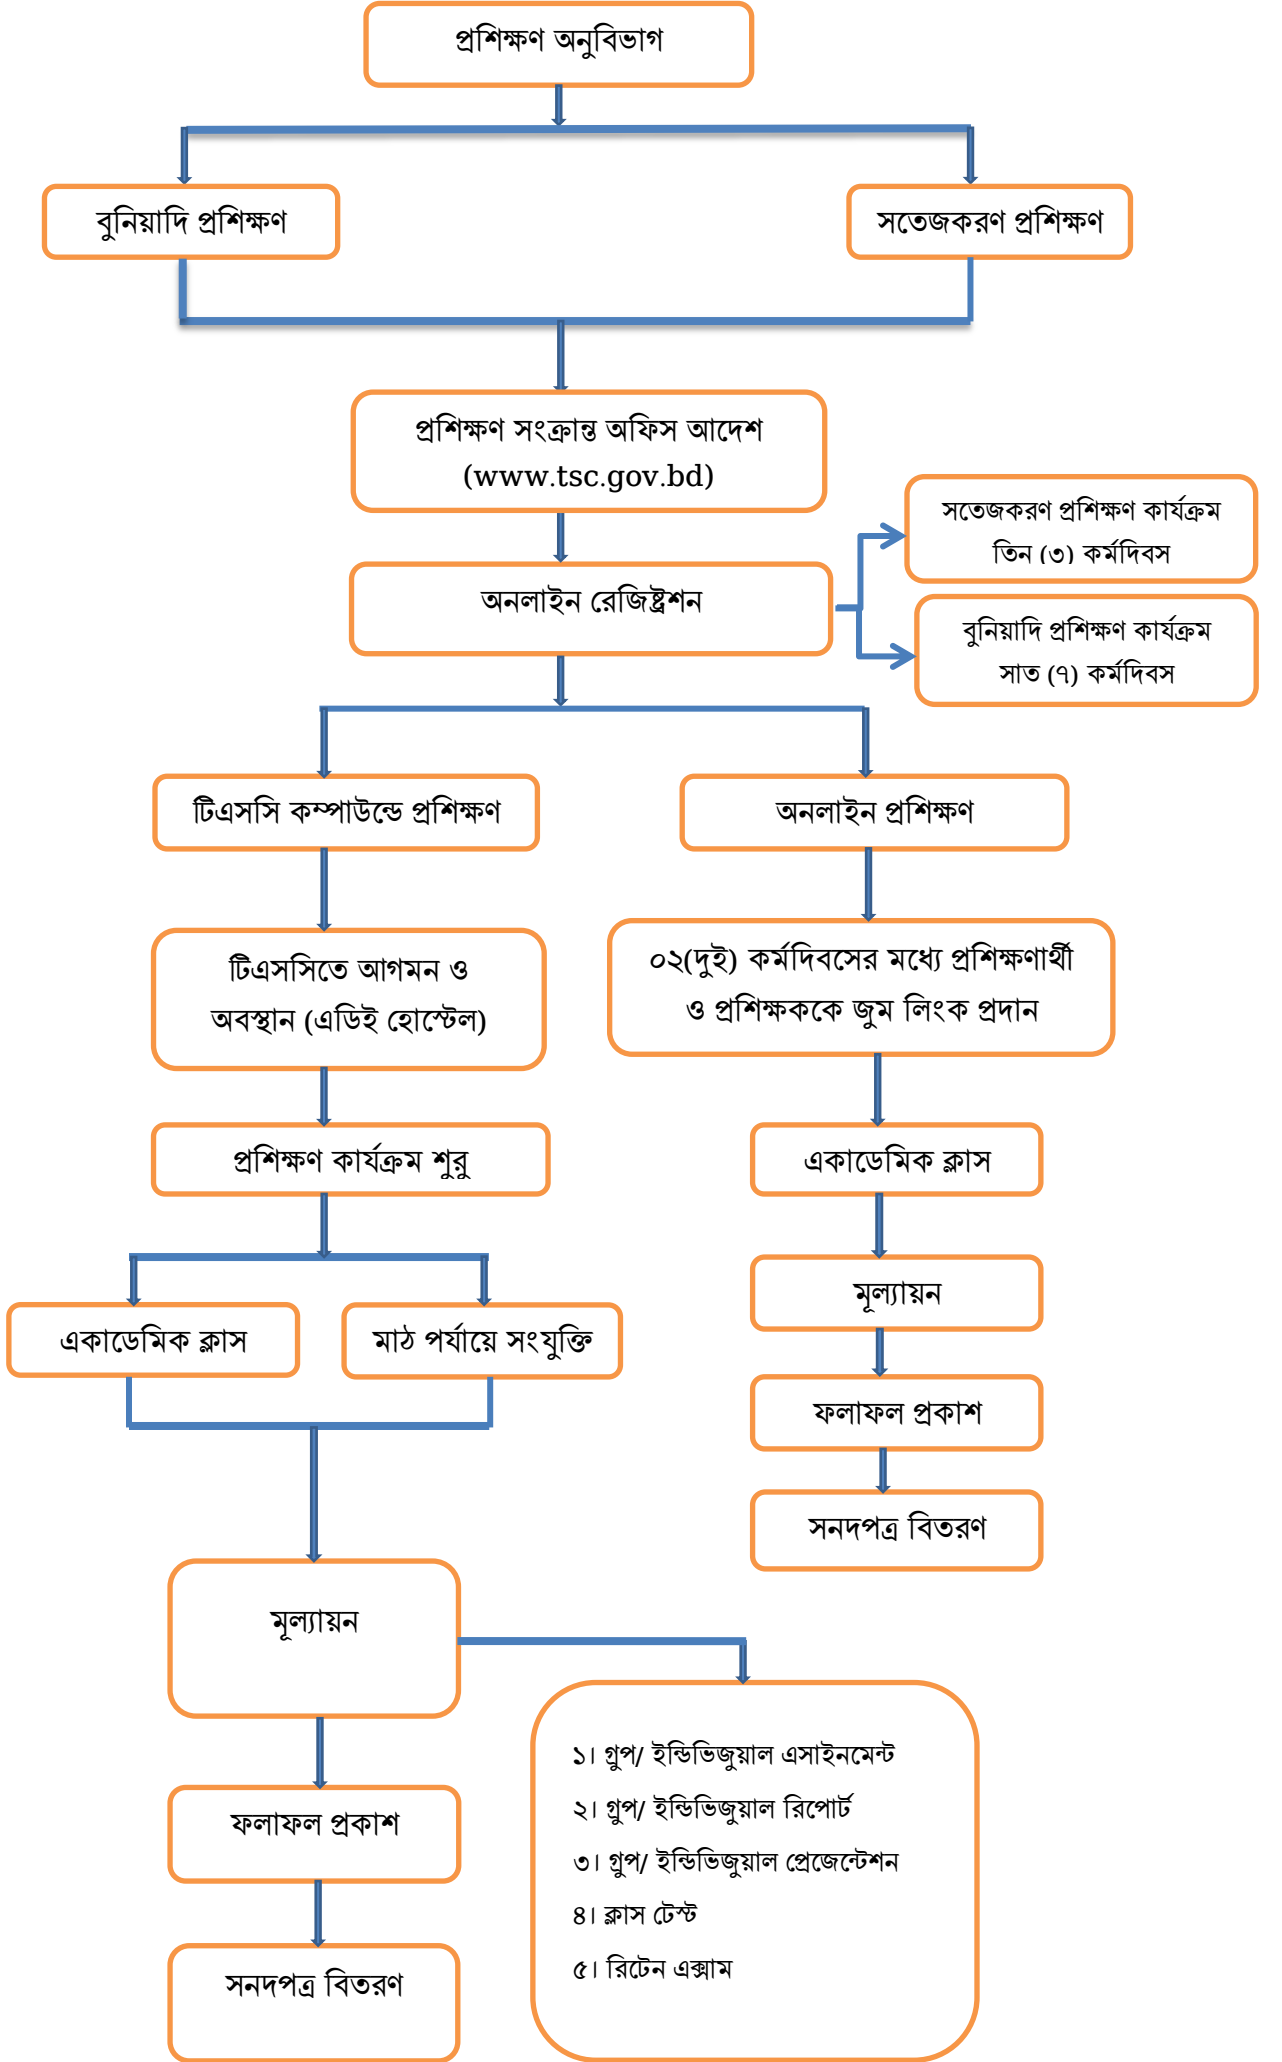 প্রশিক্ষণ অনুবিভাগ
বুনিয়াদি প্রশিক্ষণ
সতেজকরণ প্রশিক্ষণ
প্রশিক্ষণ সংক্রান্ত অফিস আদেশ
(www.tsc.gov.bd)
সতেজকরণ প্রশিক্ষণ কার্যক্রম
তিন (৩) কর্মদিবস
অনলাইন রেজিষ্ট্রশন
বুনিয়াদি প্রশিক্ষণ কার্যক্রম
সাত (৭) কর্মদিবস
টিএসসি কম্পাউন্ডে প্রশিক্ষণ
অনলাইন প্রশিক্ষণ
টিএসসিতে আগমন ও
অবস্থান (এডিই হোস্টেল)
০২(দুই) কর্মদিবসের মধ্যে প্রশিক্ষণার্থী
ও প্রশিক্ষককে জুম লিংক প্রদান
প্রশিক্ষণ কার্যক্রম শুরু
একাডেমিক ক্লাস
মূল্যায়ন
একাডেমিক ক্লাস
মাঠ পর্যায়ে সংযুক্তি
ফলাফল প্রকাশ
সনদপত্র বিতরণ
মূল্যায়ন
১। গ্রুপ/ ইন্ডিভিজুয়াল এসাইনমেন্ট
২। গ্রুপ/ ইন্ডিভিজুয়াল রিপোর্ট
৩। গ্রুপ/ ইন্ডিভিজুয়াল প্রেজেন্টেশন
৪। ক্লাস টেস্ট
৫। রিটেন এক্সাম
ফলাফল প্রকাশ
সনদপত্র বিতরণ